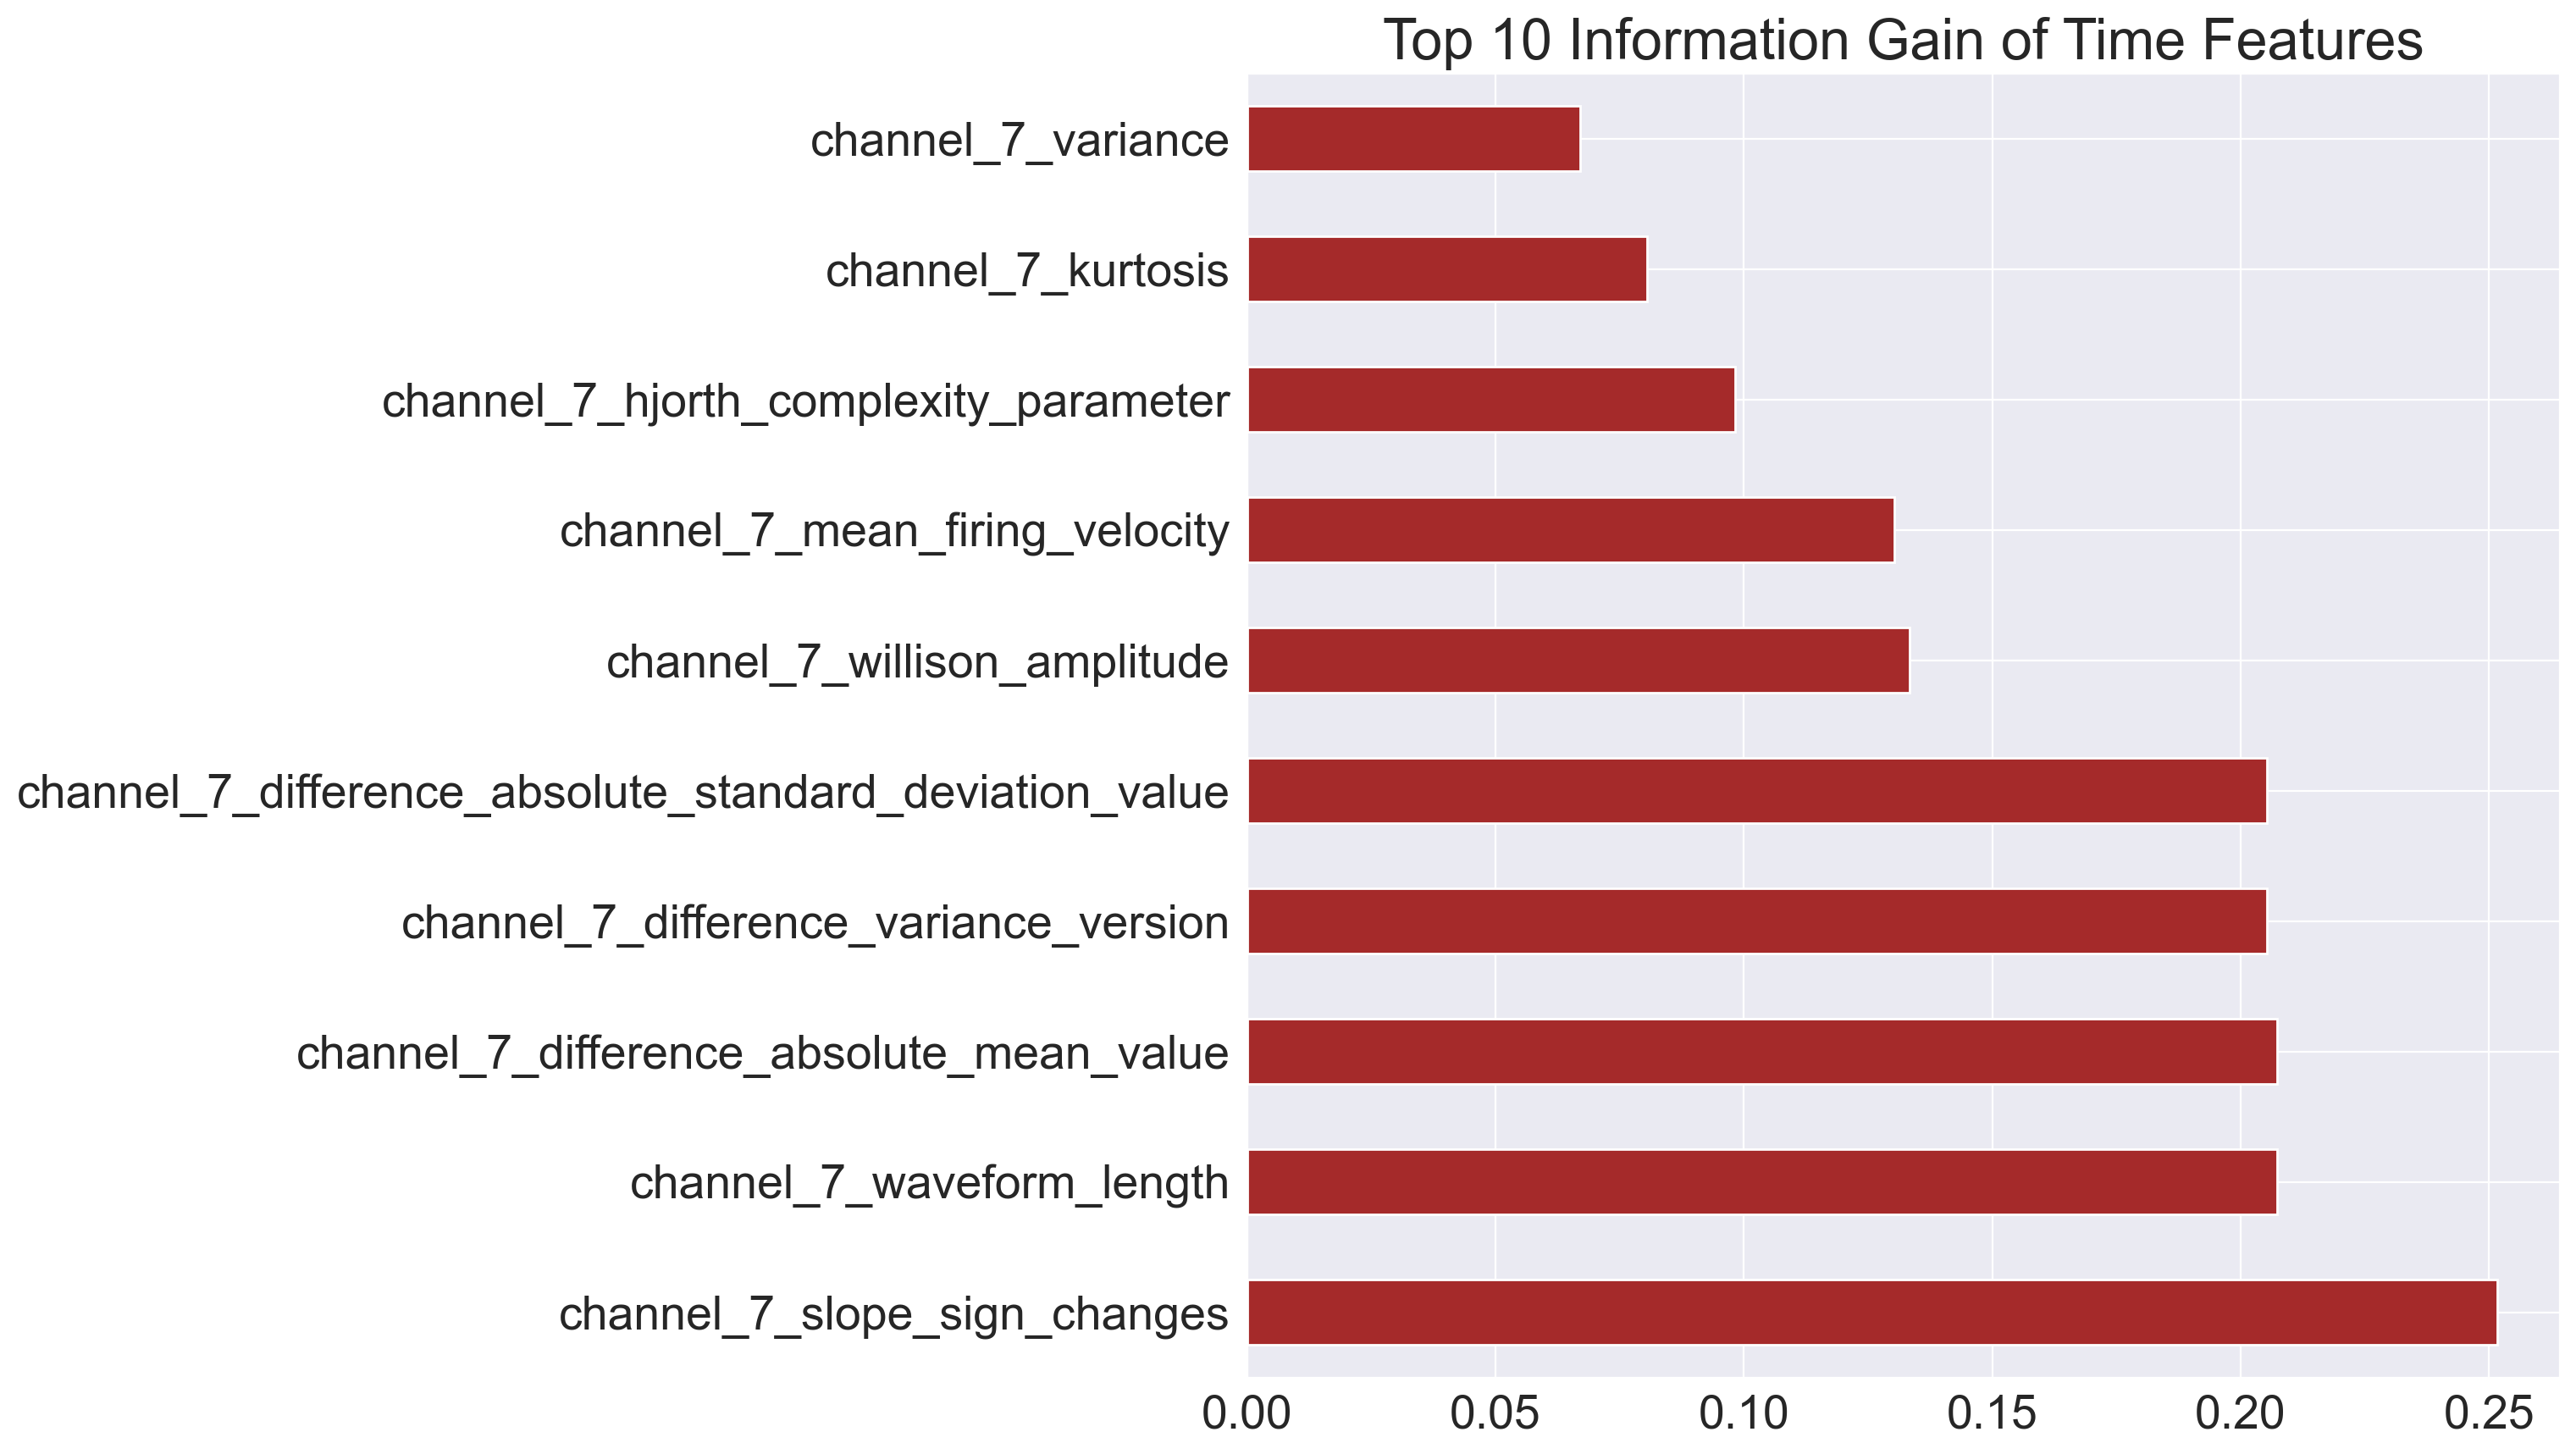 Top 10 Information Gain of Time Features
channel_7_variance
channel_7_kurtosis
channel_7_hjorth_complexity_parameter
channel_7_mean_firing_velocity
channel_7_willison_amplitude
channel_7_difference_absolute_standard_deviation_value
channel_7_difference_variance_version
channel_7_difference_absolute_mean_value
channel_7_waveform_length
channel_7_slope_sign_changes
0.00 0.05 0.10 0.15 0.20 0.25